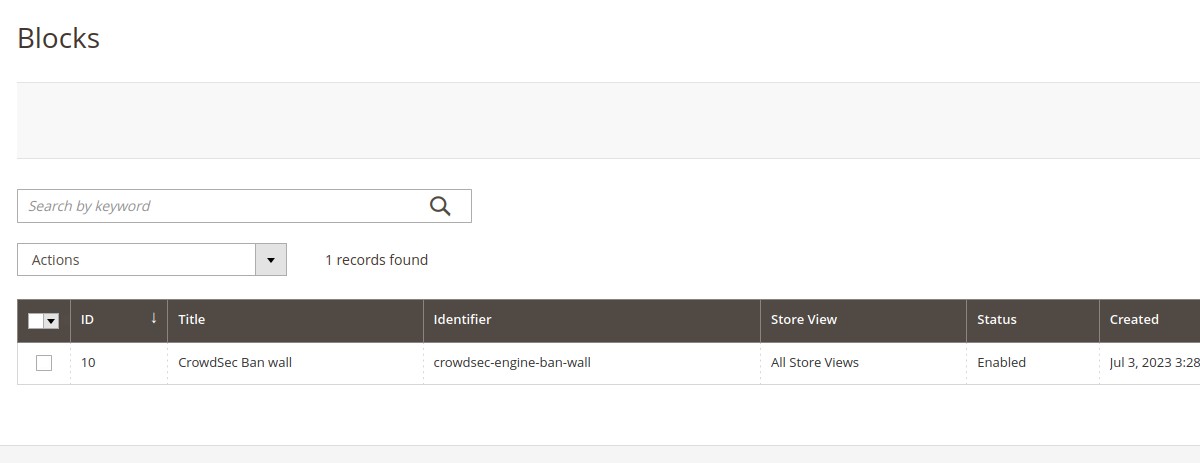 Blocks
Search by keyword
Actions
1 records found
ID ↓ Title Identifier Store View Status Created
10 CrowdSec Ban wall crowdsec-engine-ban-wall All Store Views Enabled Jul 3, 2023 3:28